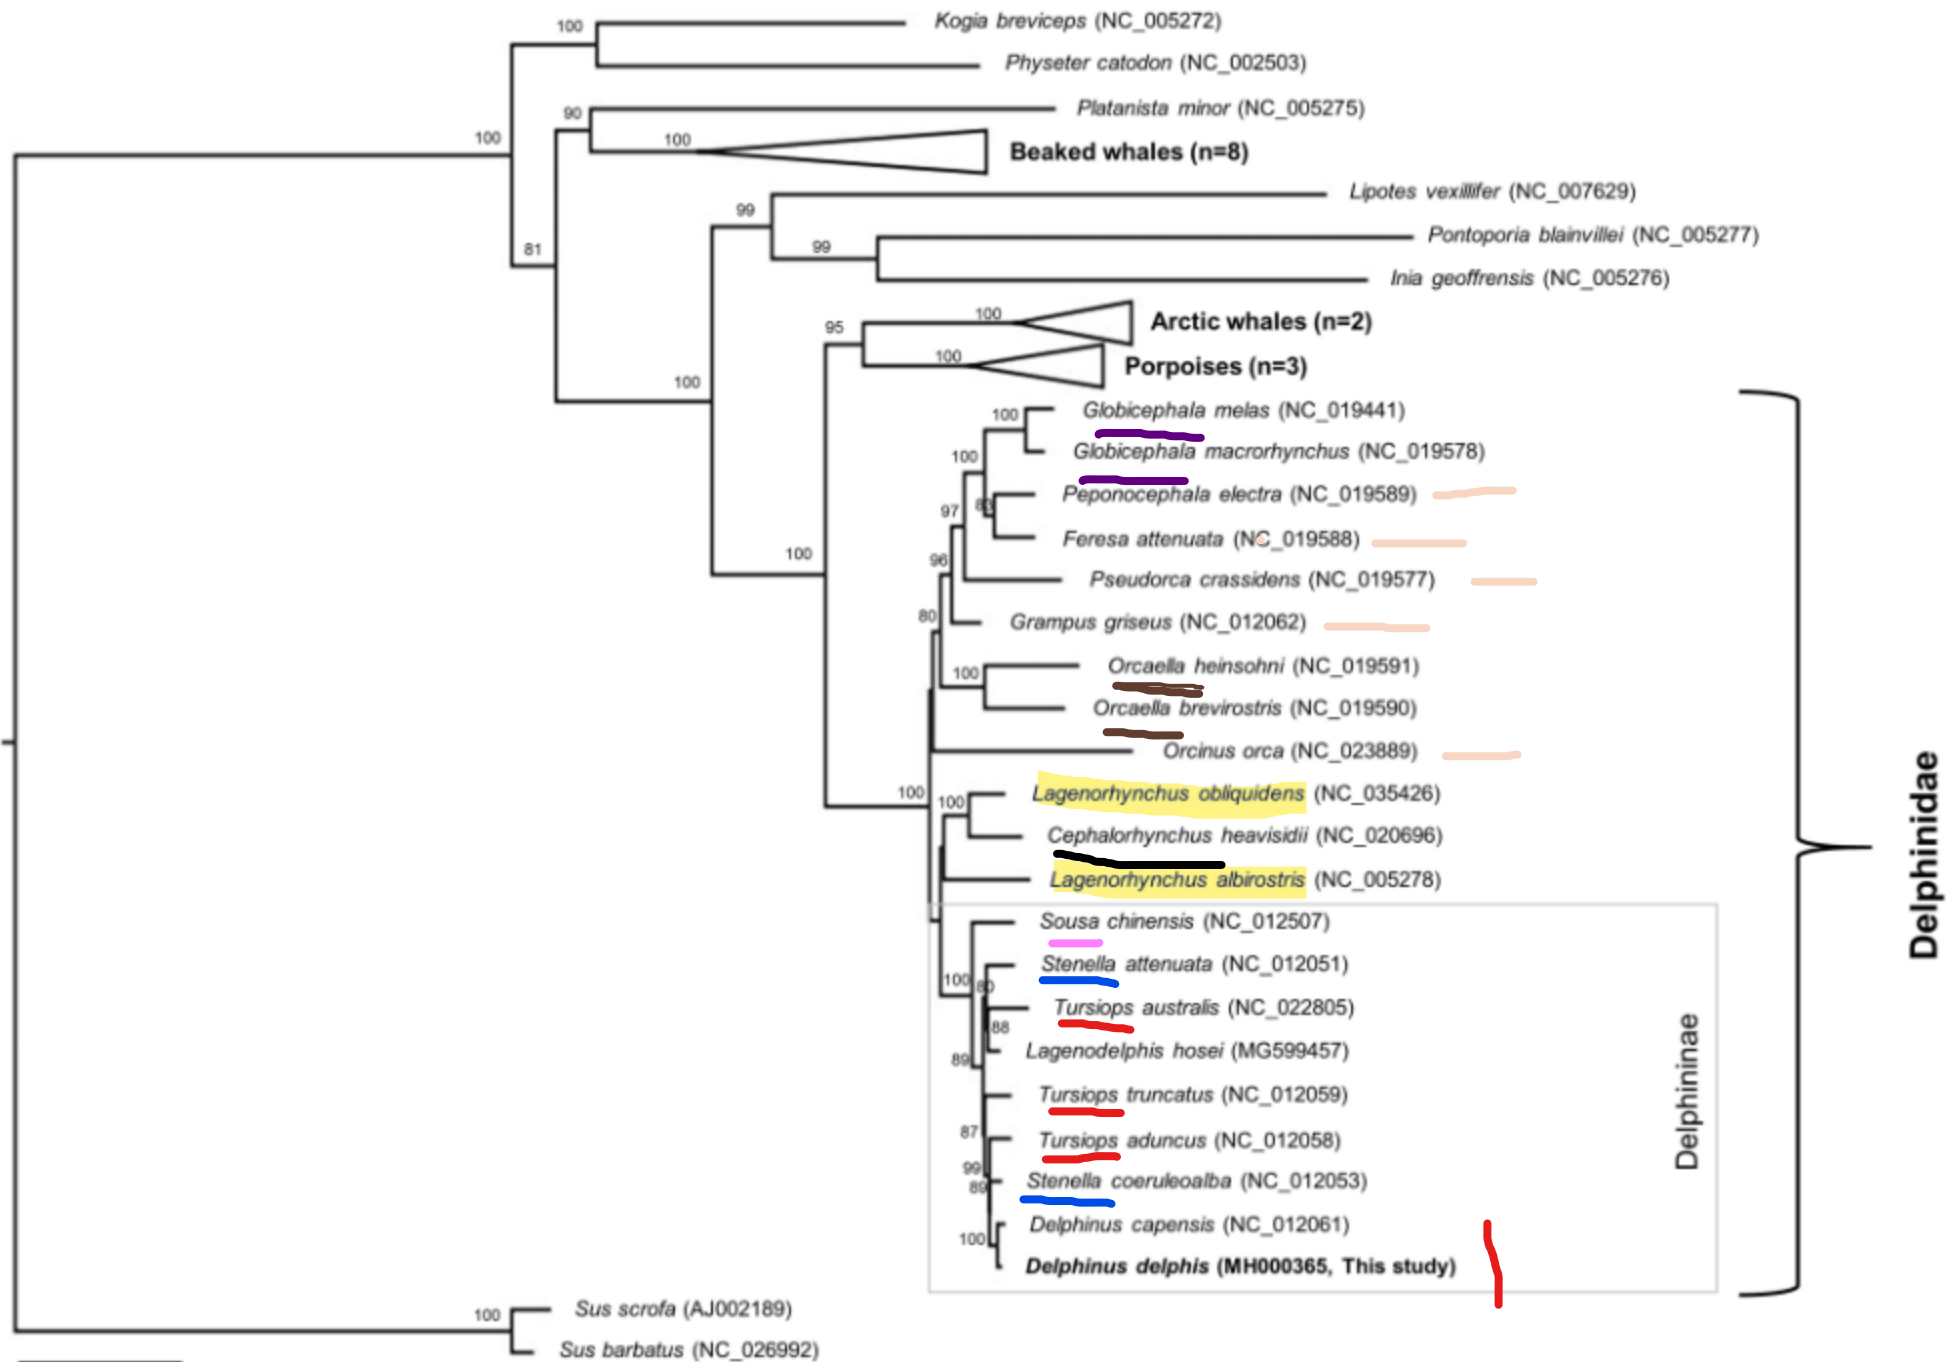 100
Kogia breviceps (NC_005272)
Physeter catodon (NC_002503)
100
90
Platanista minor (NC_005275)
100
Beaked whales (n=8)
81
99
Lipotes vexillifer (NC_007629)
99
Pontoporia blainvillei (NC_005277)
Inia geoffrensis (NC_005276)
100
95
100
Arctic whales (n=2)
100
Porpoises (n=3)
100
100
Globicephala melas (NC_019441)
100
Globicephala macrorhynchus (NC_019578)
83
Peponocephala electra (NC_019589)
97
Feresa attenuata (NC_019588)
96
Pseudorca crassidens (NC_019577)
80
Grampus griseus (NC_012062)
100
Orcaella heinsohni (NC_019591)
Orcaella brevirostris (NC_019590)
Orcinus orca (NC_023889)
100
100
Lagenorhynchus obliquidens (NC_035426)
Cephalorhynchus heavisidii (NC_020696)
Lagenorhynchus albirostris (NC_005278)
Sousa chinensis (NC_012507)
100
80
Stenella attenuata (NC_012051)
88
Tursiops australis (NC_022805)
89
Lagenodelphis hosei (MG599457)
Tursiops truncatus (NC_012059)
87
Tursiops aduncus (NC_012058)
99
89
Stenella coeruleoalba (NC_012053)
Delphinus capensis (NC_012061)
100
Delphinus delphis (MH000365, This study)
Delphininae
Delphinidae
100
Sus scrofa (AJ002189)
Sus barbatus (NC_026992)